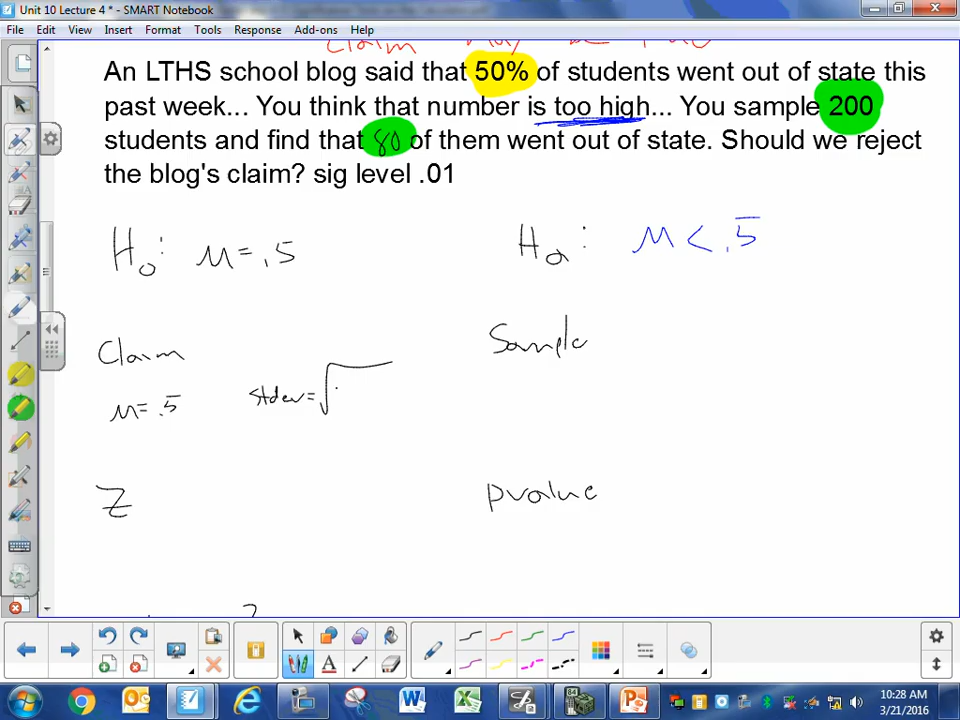 Unit 10 Lecture 4 * - SMART Notebook
File Edit View Insert Format Tools Add-ons Response Help
An LTHS school blog said that 50% of students went out of state this
past week... You think that number is too high... You sample 200
students and find that 80 of them went out of state. Should we reject
the blog's claim? sig level .01
H₀: μ = .5
Hₐ: μ < .5
Claim
Sample
μ = .5
stdev = √
Z
pvalue
10:28 AM
3/21/2016